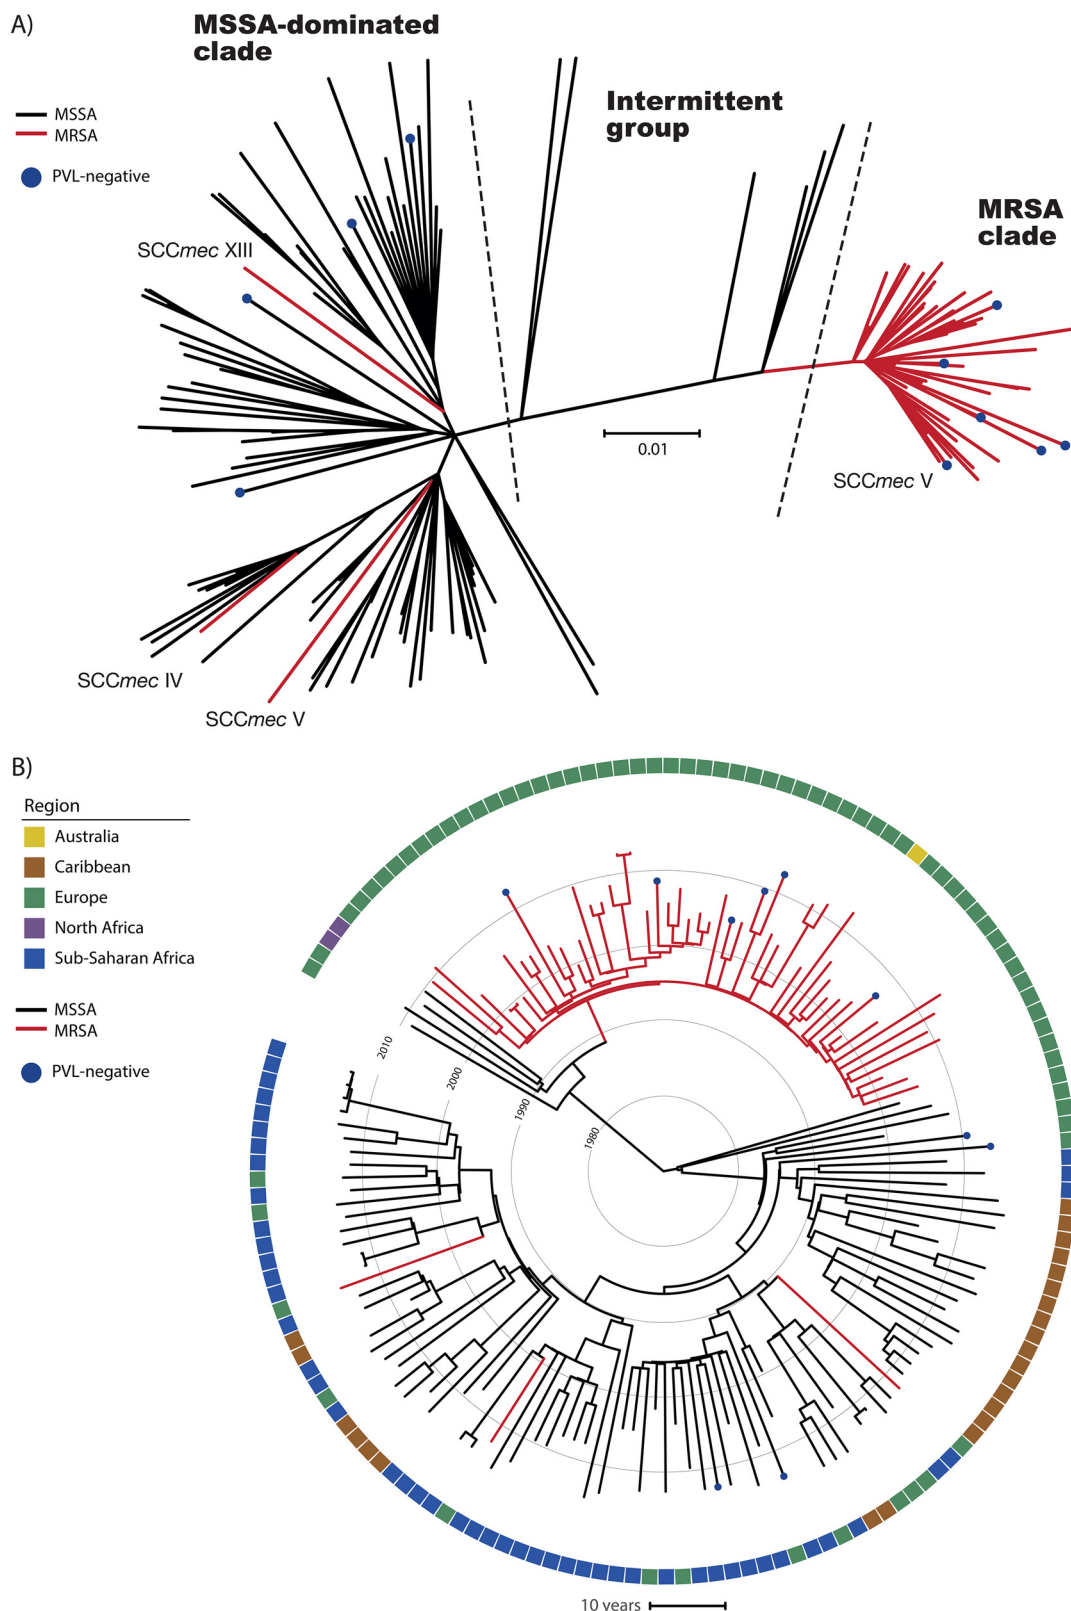 A)
MSSA-dominated
clade
Intermittent
group
MSSA
MRSA
PVL-negative
MRSA
clade
SCCmec XIII
0.01
SCCmec V
SCCmec IV
SCCmec V
B)
Region
Australia
Caribbean
Europe
North Africa
Sub-Saharan Africa
MSSA
MRSA
PVL-negative
2010
2000
1990
1980
10 years